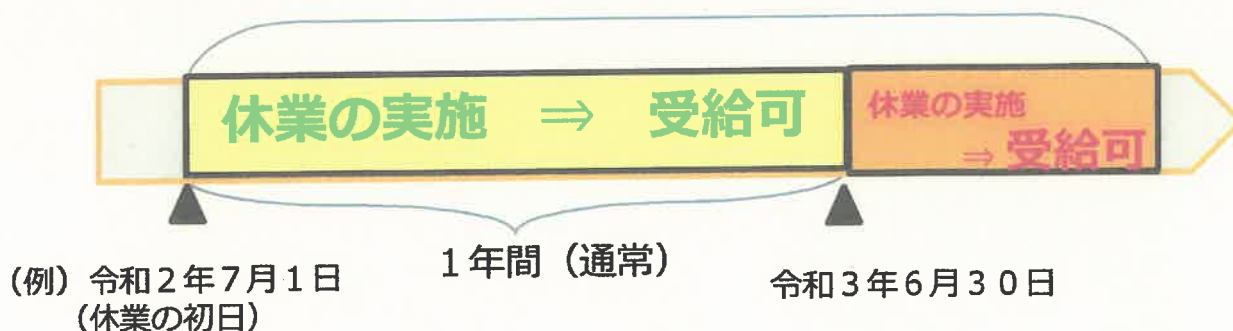 休業の実施 ⇒ 受給可
休業の実施
⇒ 受給可
1年間（通常）
（例）令和２年７月１日
（休業の初日）
令和３年６月３０日